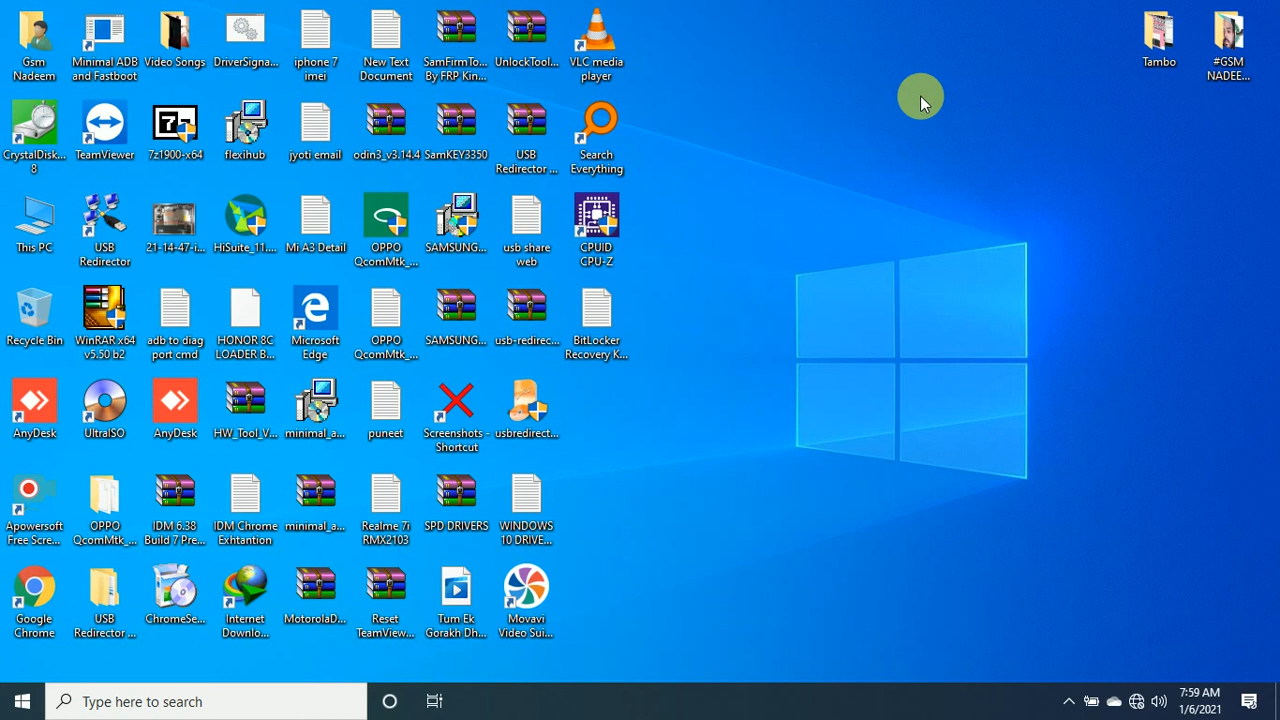 Gsm
Nadeem
Minimal ADB
and Fastboot
Video Songs
DriverSigna...
iphone 7
imei
New Text
Document
SamFirmTo...
By FRP Kin...
UnlockTool...
VLC media
player
Tambo
#GSM
NADEE...
CrystalDisk...
8
TeamViewer
7z1900-x64
flexihub
jyoti email
odin3_v3.14.4
SamKEY3350
USB
Redirector ...
Search
Everything
This PC
USB
Redirector
21-14-47-i...
HiSuite_11....
Mi A3 Detail
OPPO
QcomMtk_...
SAMSUNG...
usb share
web
CPUID
CPU-Z
Recycle Bin
WinRAR x64
v5.50 b2
adb to diag
port cmd
HONOR 8C
LOADER B...
Microsoft
Edge
OPPO
QcomMtk_...
SAMSUNG...
usb-redirec...
BitLocker
Recovery K...
AnyDesk
UltraISO
AnyDesk
HW_Tool_V...
minimal_a...
puneet
Screenshots -
Shortcut
usbredirect...
Apowersoft
Free Scre...
OPPO
QcomMtk_...
IDM 6.38
Build 7 Pre...
IDM Chrome
Exhtantion
minimal_a...
Realme 7i
RMX2103
SPD DRIVERS
WINDOWS
10 DRIVE...
Google
Chrome
USB
Redirector ...
ChromeSe...
Internet
Downlo...
MotorolaD...
Reset
TeamView...
Tum Ek
Gorakh Dh...
Movavi
Video Sui...
Type here to search
7:59 AM
1/6/2021